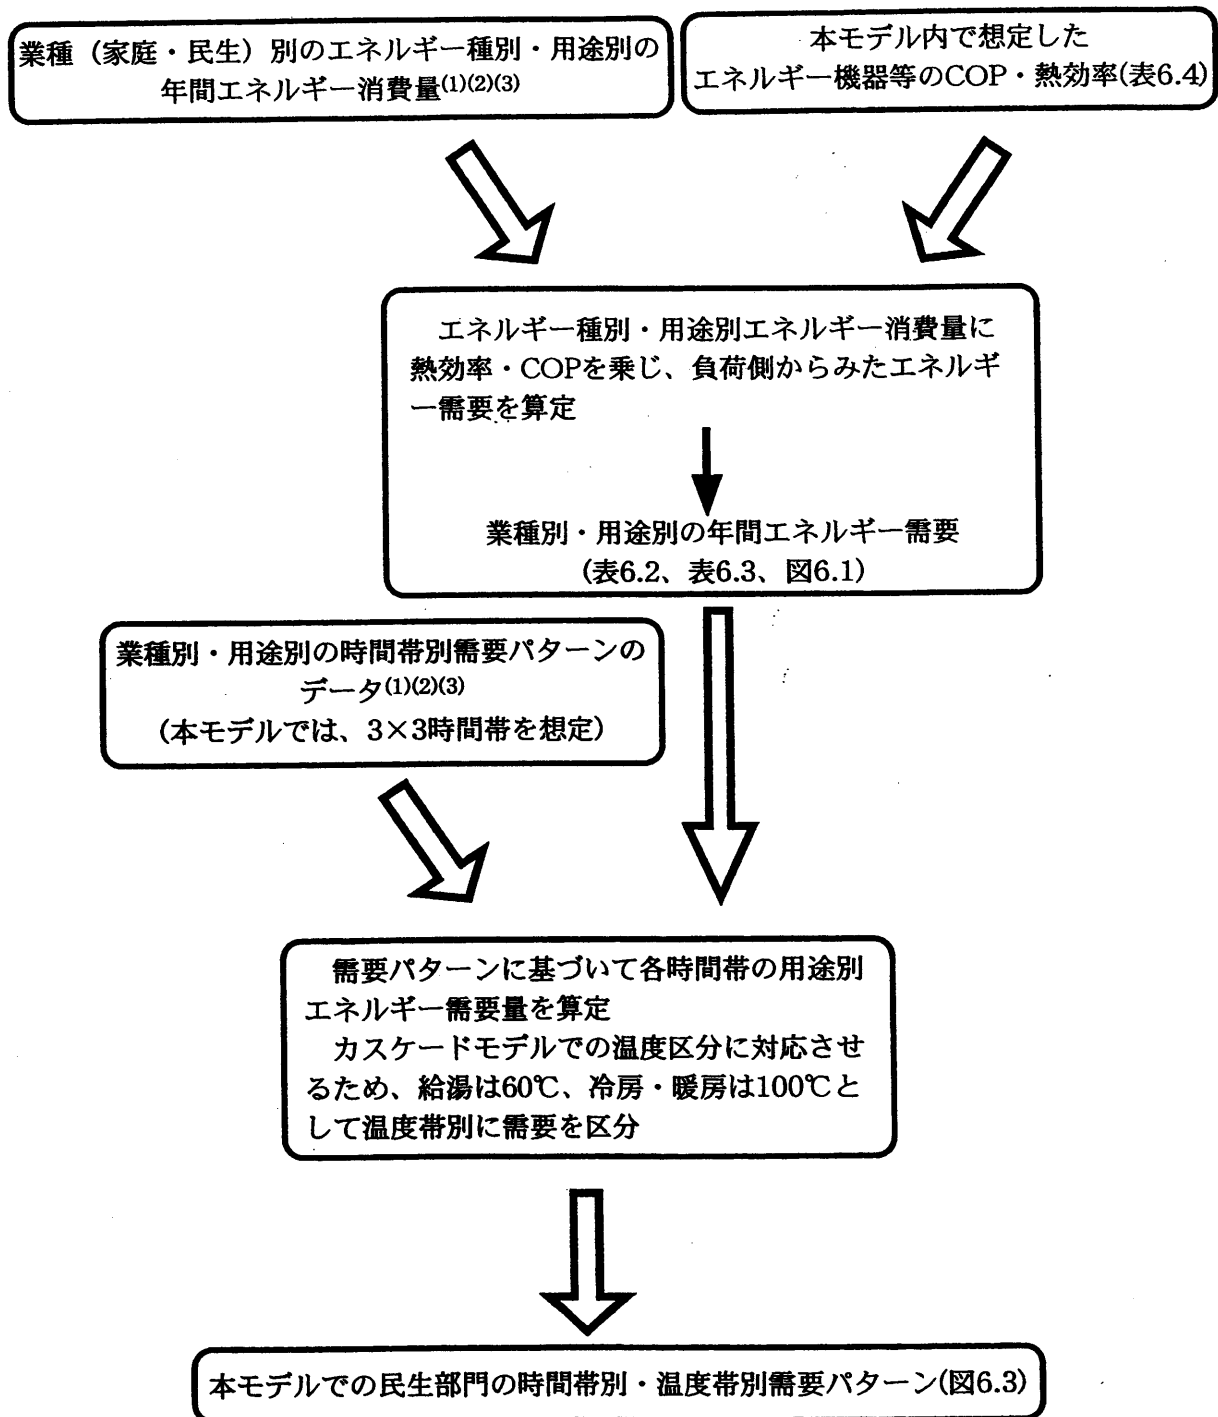 業種（家庭・民生）別のエネルギー種別・用途別の
年間エネルギー消費量(1)(2)(3)
本モデル内で想定した
エネルギー機器等のCOP・熱効率(表6.4)
エネルギー種別・用途別エネルギー消費量に
熱効率・COPを乗じ、負荷側からみたエネルギ
ー需要を算定
業種別・用途別の年間エネルギー需要
(表6.2、表6.3、図6.1)
業種別・用途別の時間帯別需要パターンの
データ(1)(2)(3)
（本モデルでは、3×3時間帯を想定）
需要パターンに基づいて各時間帯の用途別
エネルギー需要量を算定
カスケードモデルでの温度区分に対応させ
るため、給湯は60℃、冷房・暖房は100℃と
して温度帯別に需要を区分
本モデルでの民生部門の時間帯別・温度帯別需要パターン(図6.3)